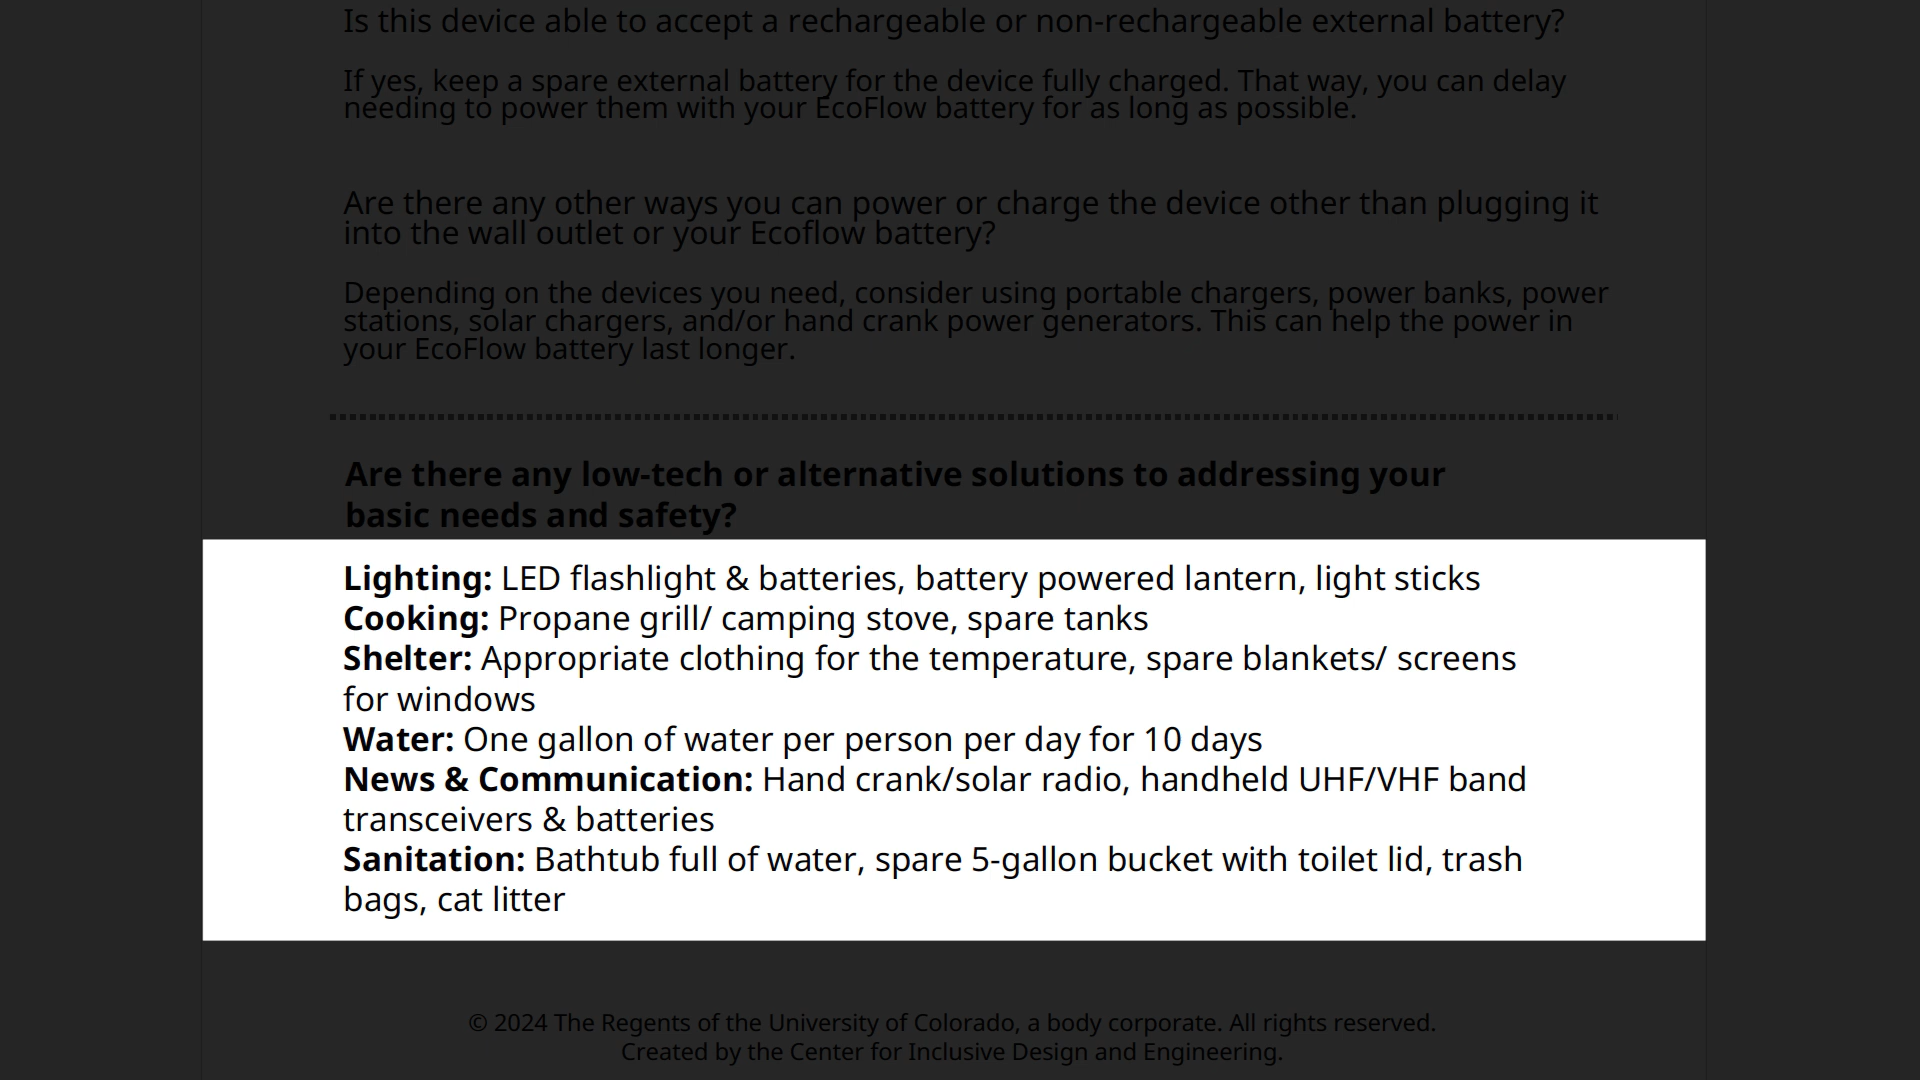 Is this device able to accept a rechargeable or non-rechargeable external battery?
If yes, keep a spare external battery for the device fully charged. That way, you can delay
needing to power them with your EcoFlow battery for as long as possible.
Are there any other ways you can power or charge the device other than plugging it
into the wall outlet or your Ecoflow battery?
Depending on the devices you need, consider using portable chargers, power banks, power
stations, solar chargers, and/or hand crank power generators. This can help the power in
your EcoFlow battery last longer.
Are there any low-tech or alternative solutions to addressing your
basic needs and safety?
Lighting: LED flashlight & batteries, battery powered lantern, light sticks
Cooking: Propane grill/ camping stove, spare tanks
Shelter: Appropriate clothing for the temperature, spare blankets/ screens
for windows
Water: One gallon of water per person per day for 10 days
News & Communication: Hand crank/solar radio, handheld UHF/VHF band
transceivers & batteries
Sanitation: Bathtub full of water, spare 5-gallon bucket with toilet lid, trash
bags, cat litter
© 2024 The Regents of the University of Colorado, a body corporate. All rights reserved.
Created by the Center for Inclusive Design and Engineering.